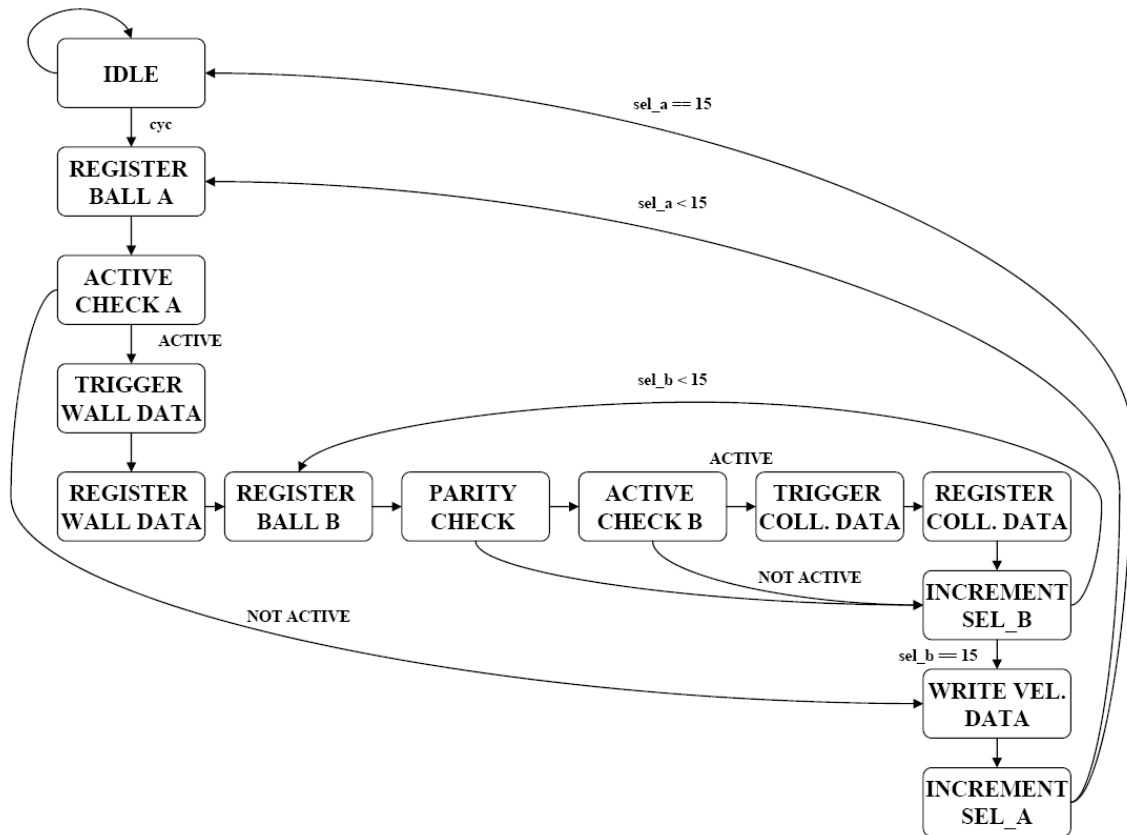 IDLE
sel_a == 15
cyc
REGISTER
BALL A
sel_a < 15
ACTIVE
CHECK A
ACTIVE
TRIGGER
WALL DATA
sel_b < 15
ACTIVE
REGISTER
WALL DATA
REGISTER
BALL B
PARITY
CHECK
ACTIVE
CHECK B
TRIGGER
COLL. DATA
REGISTER
COLL. DATA
NOT ACTIVE
INCREMENT
SEL_B
NOT ACTIVE
sel_b == 15
WRITE VEL.
DATA
INCREMENT
SEL_A